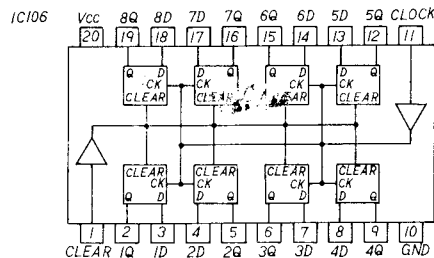 IC106
Vcc 8Q 8D 7D 7Q 6Q 6D 5D 5Q CLOCK
20 19 18 17 16 15 14 13 12 11
Q D D Q Q D D Q
CK CK CK CK
CLEAR CLEAR
CLEAR CLEAR CLEAR CLEAR
CK CK CK CK
Q D D Q Q D D Q
1 2 3 4 5 6 7 8 9 10
CLEAR 1Q 1D 2D 2Q 3Q 3D 4D 4Q GND